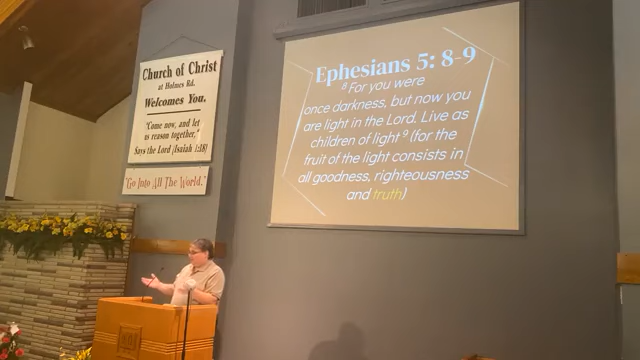 Church of Christ
at Holmes Rd.
Welcomes You.
"Come now, and let
us reason together,"
Says the Lord (Isaiah 1:18)
"Go Into All The World."
Ephesians 5: 8-9
8 For you were
once darkness, but now you
are light in the Lord. Live as
children of light 9 (for the
fruit of the light consists in
all goodness, righteousness
and truth)